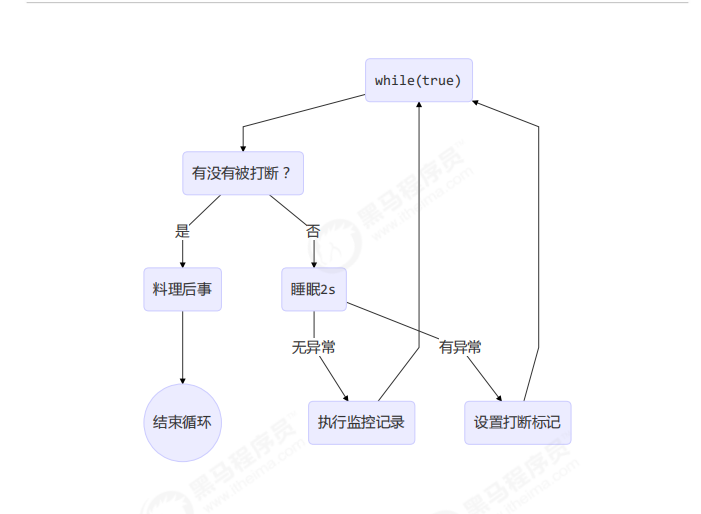 while(true)
有没有被打断？
是
否
料理后事
睡眠2s
无异常
有异常
结束循环
执行监控记录
设置打断标记
黑马程序员
www.itheima.com
黑马程序员
www.itheima.com
黑马程序员
www.itheima.com